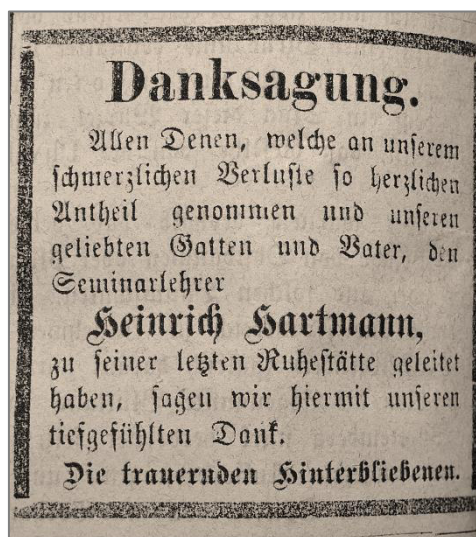 Danksagung.
Allen Denen, welche an unserem
schmerzlichen Verluste so herzlichen
Antheil genommen und unseren
geliebten Gatten und Vater, den
Seminarlehrer
Heinrich Hartmann,
zu seiner letzten Ruhestätte geleitet
haben, sagen wir hiermit unseren
tiefgefühlten Dank.
Die trauernden Hinterbliebenen.